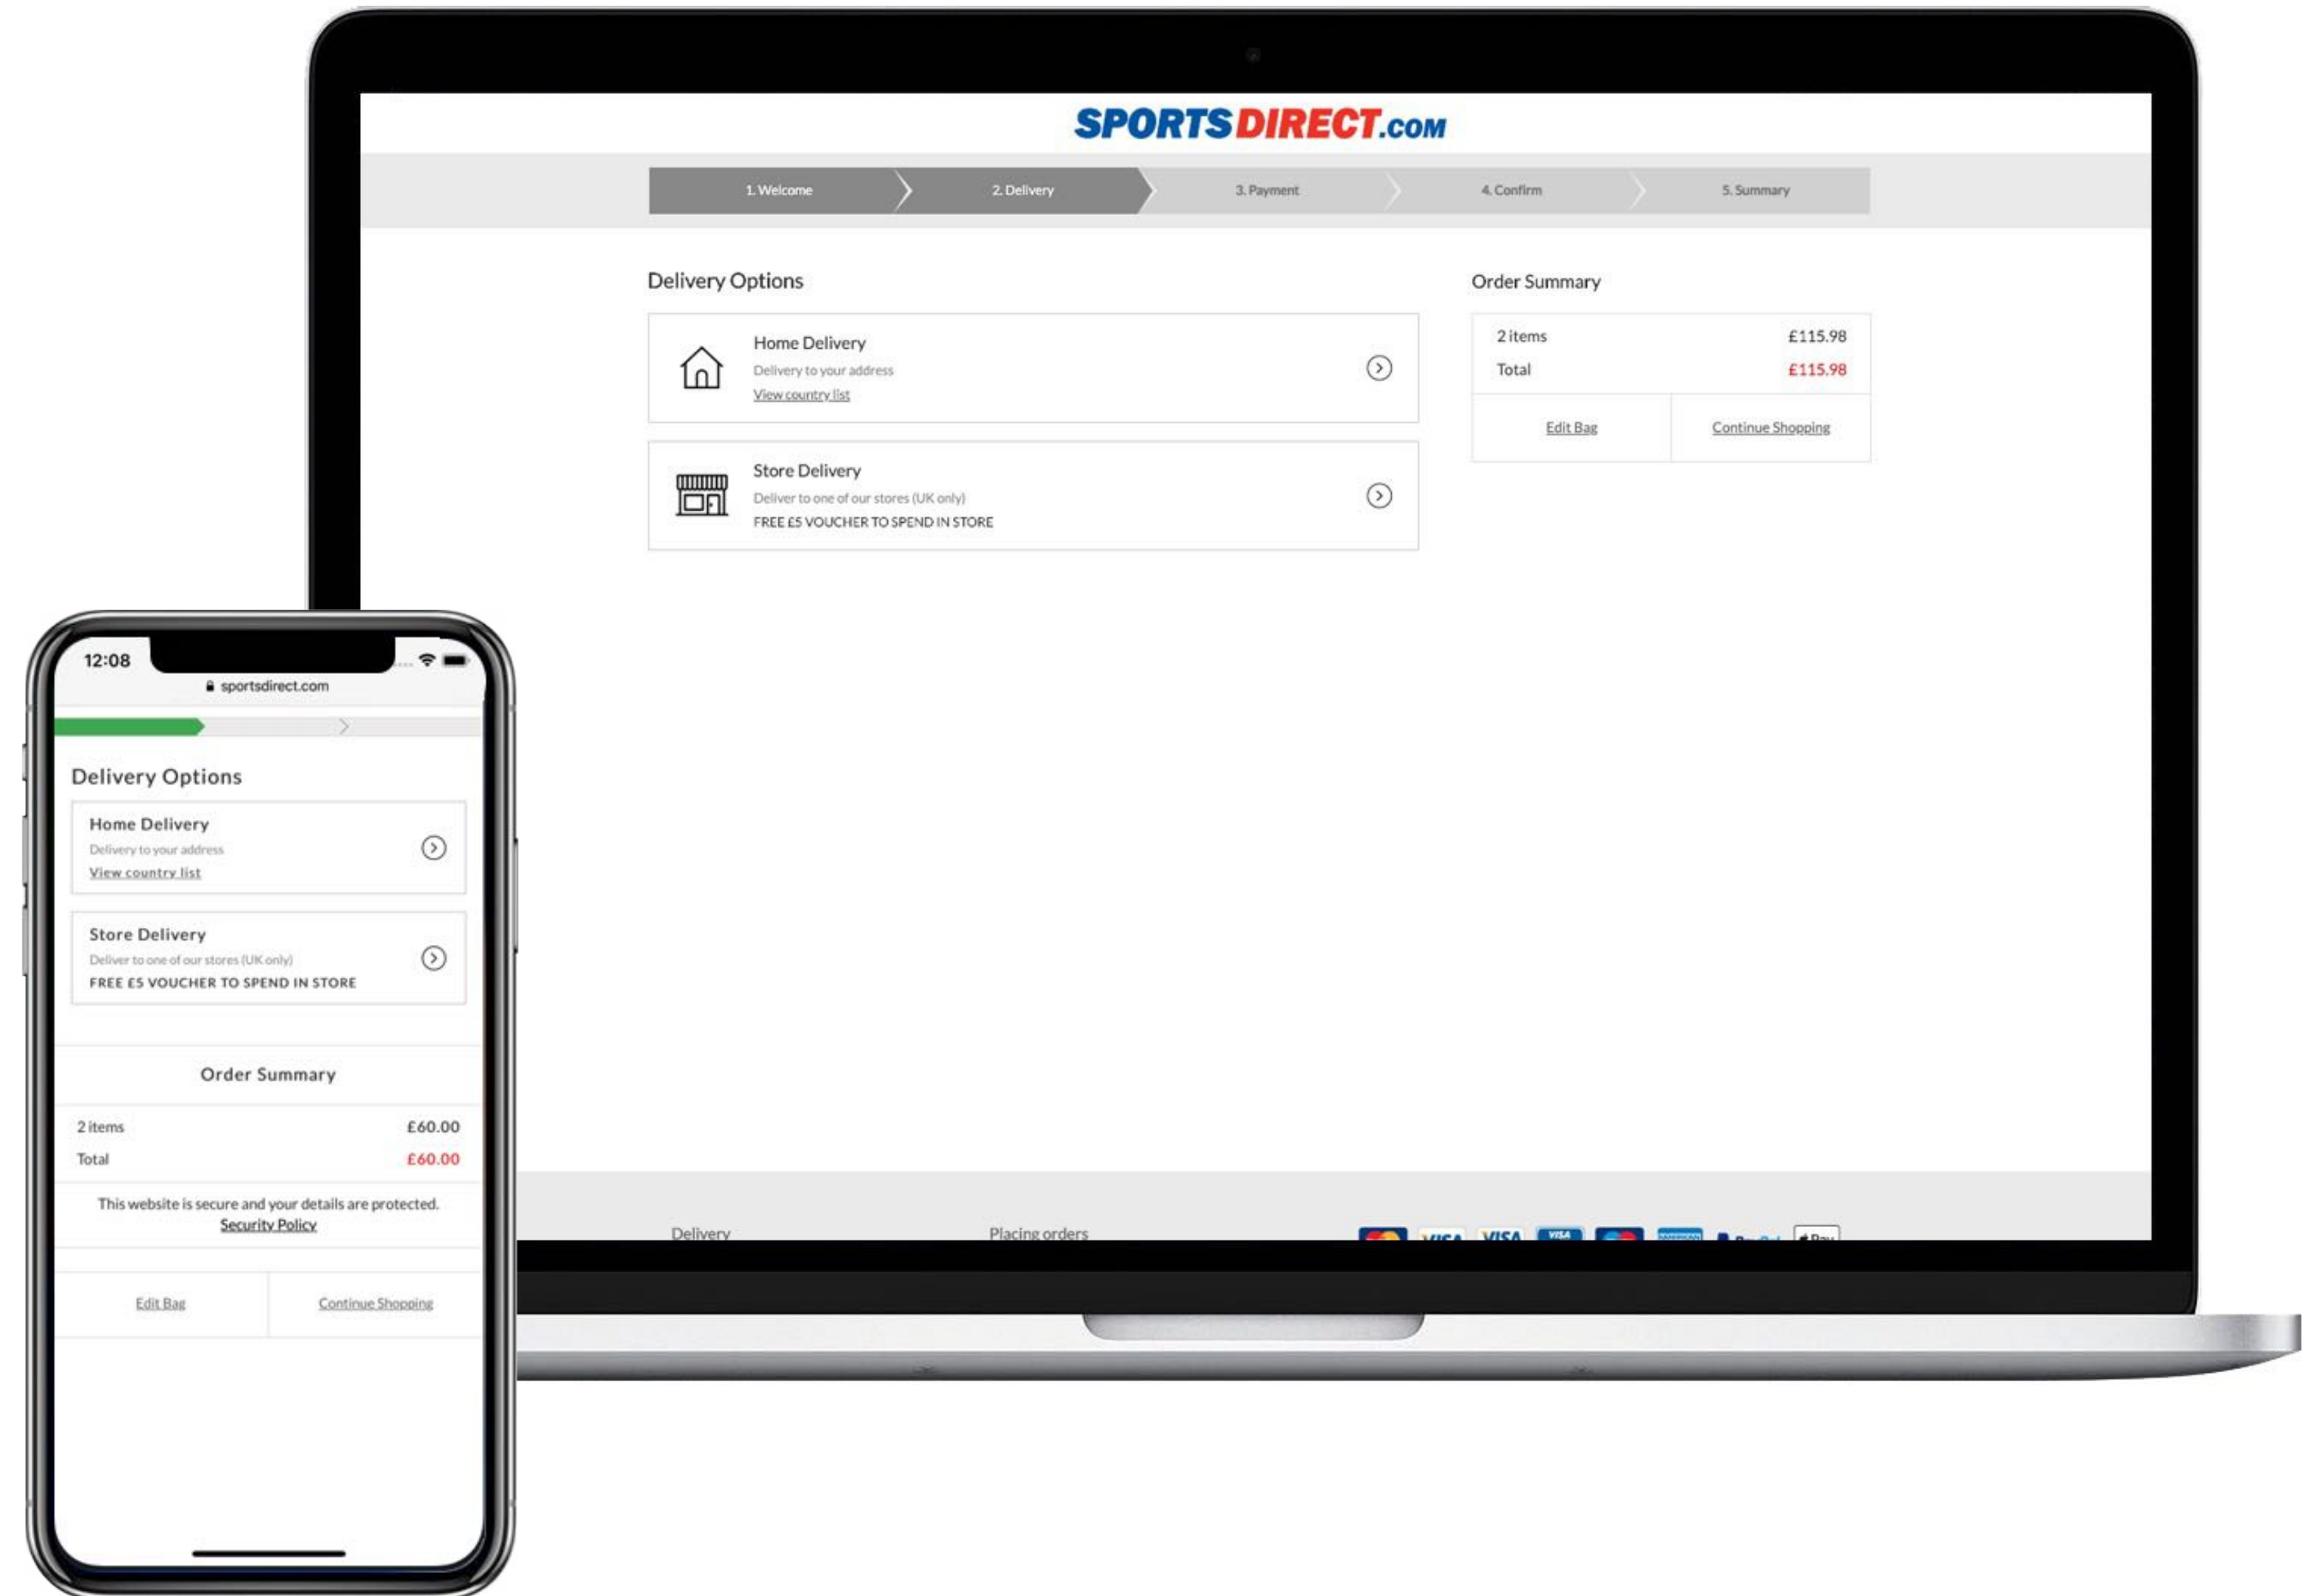 SPORTSDIRECT.COM
1. Welcome
2. Delivery
3. Payment
4. Confirm
5. Summary
Delivery Options
Home Delivery
Delivery to your address
View country list
Store Delivery
Deliver to one of our stores (UK only)
FREE £5 VOUCHER TO SPEND IN STORE
Order Summary
2 items £115.98
Total £115.98
Edit Bag
Continue Shopping
Delivery
Placing orders
VISA
VISA
VISA
Pay
12:08
sportsdirect.com
Delivery Options
Home Delivery
Delivery to your address
View country list
Store Delivery
Deliver to one of our stores (UK only)
FREE £5 VOUCHER TO SPEND IN STORE
Order Summary
2 items £60.00
Total £60.00
This website is secure and your details are protected.
Security Policy
Edit Bag
Continue Shopping